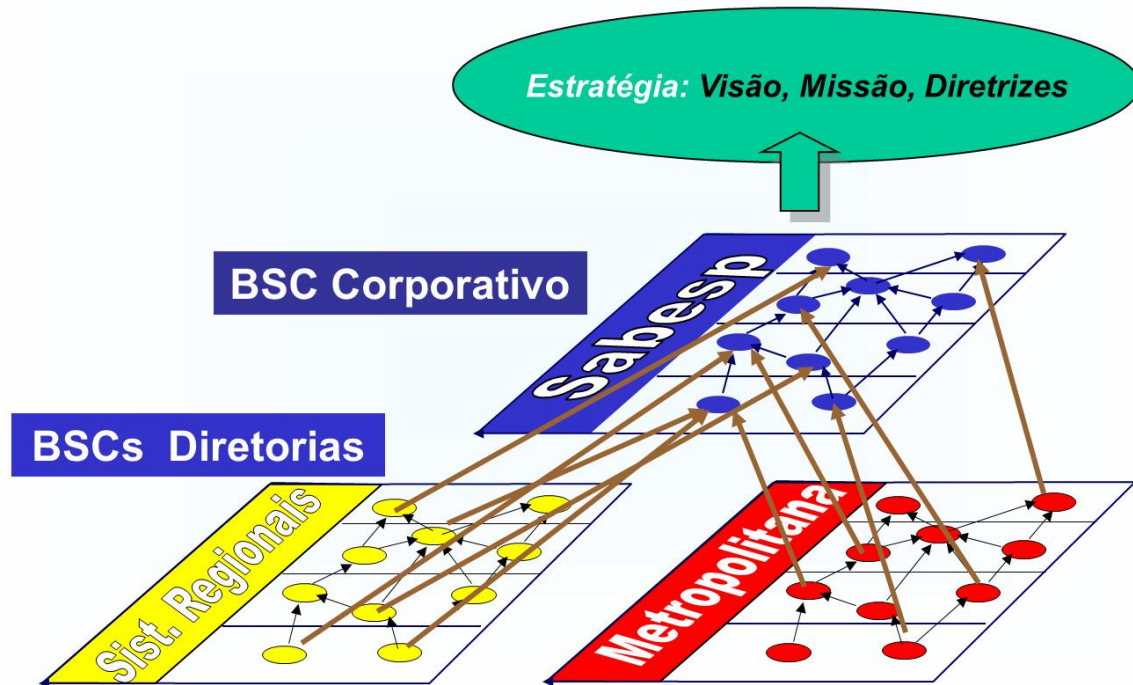 Estratégia: Visão, Missão, Diretrizes
BSC Corporativo
Sabesp
BSCs Diretorias
Sist. Regionais
Metropolitana